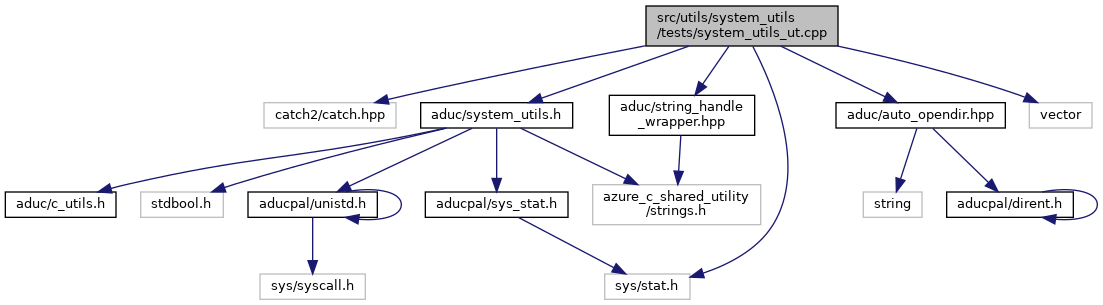 src/utils/system_utils
/tests/system_utils_ut.cpp
catch2/catch.hpp
aduc/system_utils.h
aduc/string_handle
_wrapper.hpp
aduc/auto_opendir.hpp
vector
aduc/c_utils.h
stdbool.h
aducpal/unistd.h
aducpal/sys_stat.h
azure_c_shared_utility
/strings.h
string
aducpal/dirent.h
sys/syscall.h
sys/stat.h